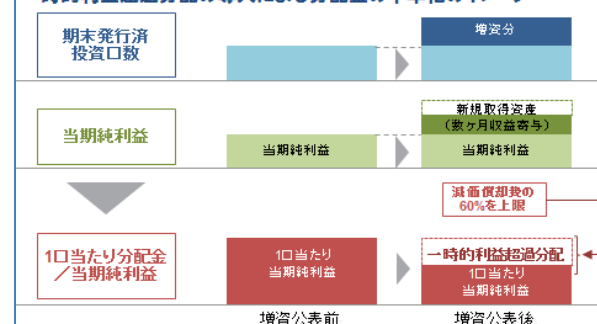 期末発行済
投資口数
増資分
新規取得資産
(数ヶ月収益寄与)
当期純利益
当期純利益
当期純利益
減価償却費の
60%を上限
1口当たり分配金
/当期純利益
1口当たり
当期純利益
一時的利益超過分配
1口当たり
当期純利益
増資公表前
増資公表後